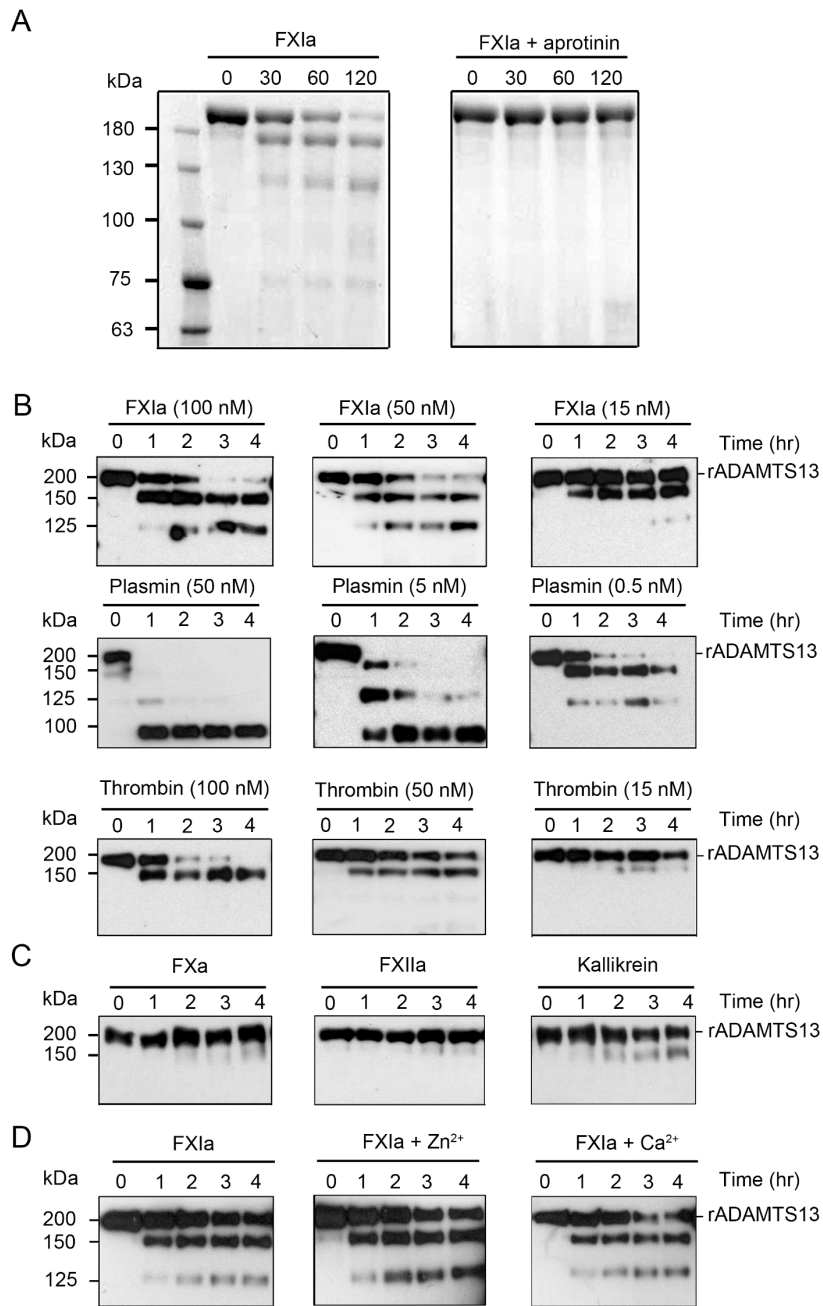 A
FXIa
FXIa + aprotinin
kDa
0 30 60 120
0 30 60 120
180
130
100
75
63
B
FXIa (100 nM)
FXIa (50 nM)
FXIa (15 nM)
kDa
0 1 2 3 4
0 1 2 3 4
0 1 2 3 4
Time (hr)
200
150
125
rADAMTS13
Plasmin (50 nM)
Plasmin (5 nM)
Plasmin (0.5 nM)
kDa
0 1 2 3 4
0 1 2 3 4
0 1 2 3 4
Time (hr)
200
150
125
100
rADAMTS13
Thrombin (100 nM)
Thrombin (50 nM)
Thrombin (15 nM)
0 1 2 3 4
0 1 2 3 4
0 1 2 3 4
Time (hr)
200
150
rADAMTS13
C
FXa
FXIIa
Kallikrein
kDa
0 1 2 3 4
0 1 2 3 4
0 1 2 3 4
Time (hr)
200
150
rADAMTS13
D
FXIa
FXIa + Zn²⁺
FXIa + Ca²⁺
kDa
0 1 2 3 4
0 1 2 3 4
0 1 2 3 4
Time (hr)
200
150
125
rADAMTS13